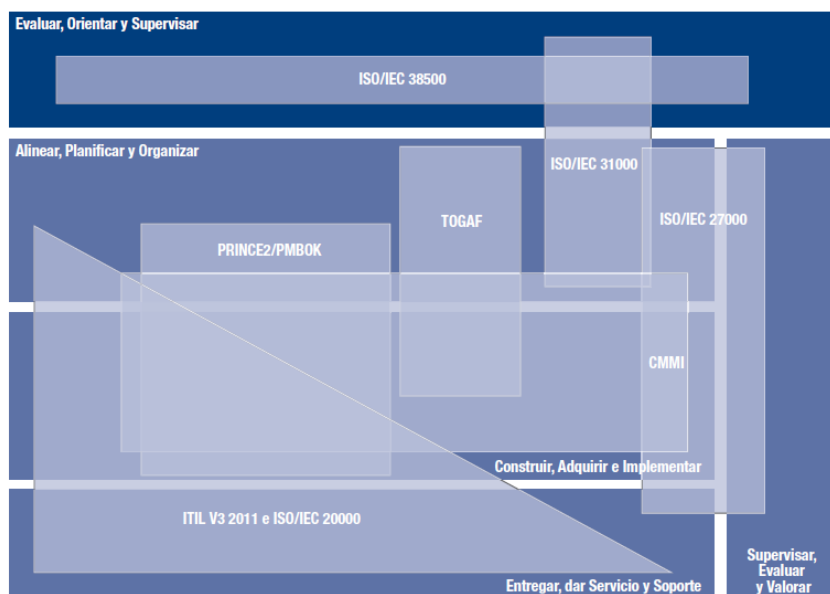 Evaluar, Orientar y Supervisar
ISO/IEC 38500
Alinear, Planificar y Organizar
ISO/IEC 31000
TOGAF
ISO/IEC 27000
PRINCE2/PMBOK
CMMI
Construir, Adquirir e Implementar
ITIL V3 2011 e ISO/IEC 20000
Entregar, dar Servicio y Soporte
Supervisar,
Evaluar
y Valorar